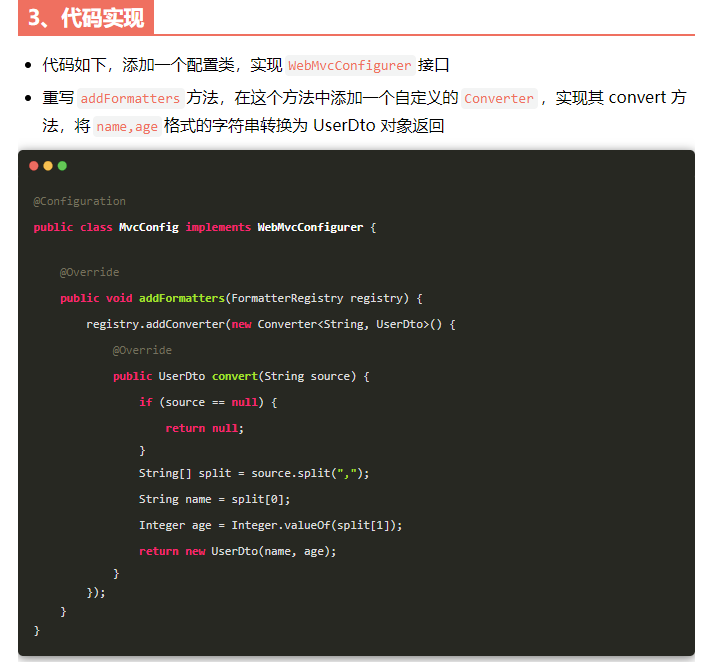 3、代码实现
代码如下，添加一个配置类，实现 WebMvcConfigurer 接口
重写 addFormatters 方法，在这个方法中添加一个自定义的 Converter ，实现其 convert 方
法，将 name,age 格式的字符串转换为 UserDto 对象返回
@Configuration
public class MvcConfig implements WebMvcConfigurer {
@Override
public void addFormatters(FormatterRegistry registry) {
registry.addConverter(new Converter<String, UserDto>() {
@Override
public UserDto convert(String source) {
if (source == null) {
return null;
}
String[] split = source.split(",");
String name = split[0];
Integer age = Integer.valueOf(split[1]);
return new UserDto(name, age);
}
});
}
}